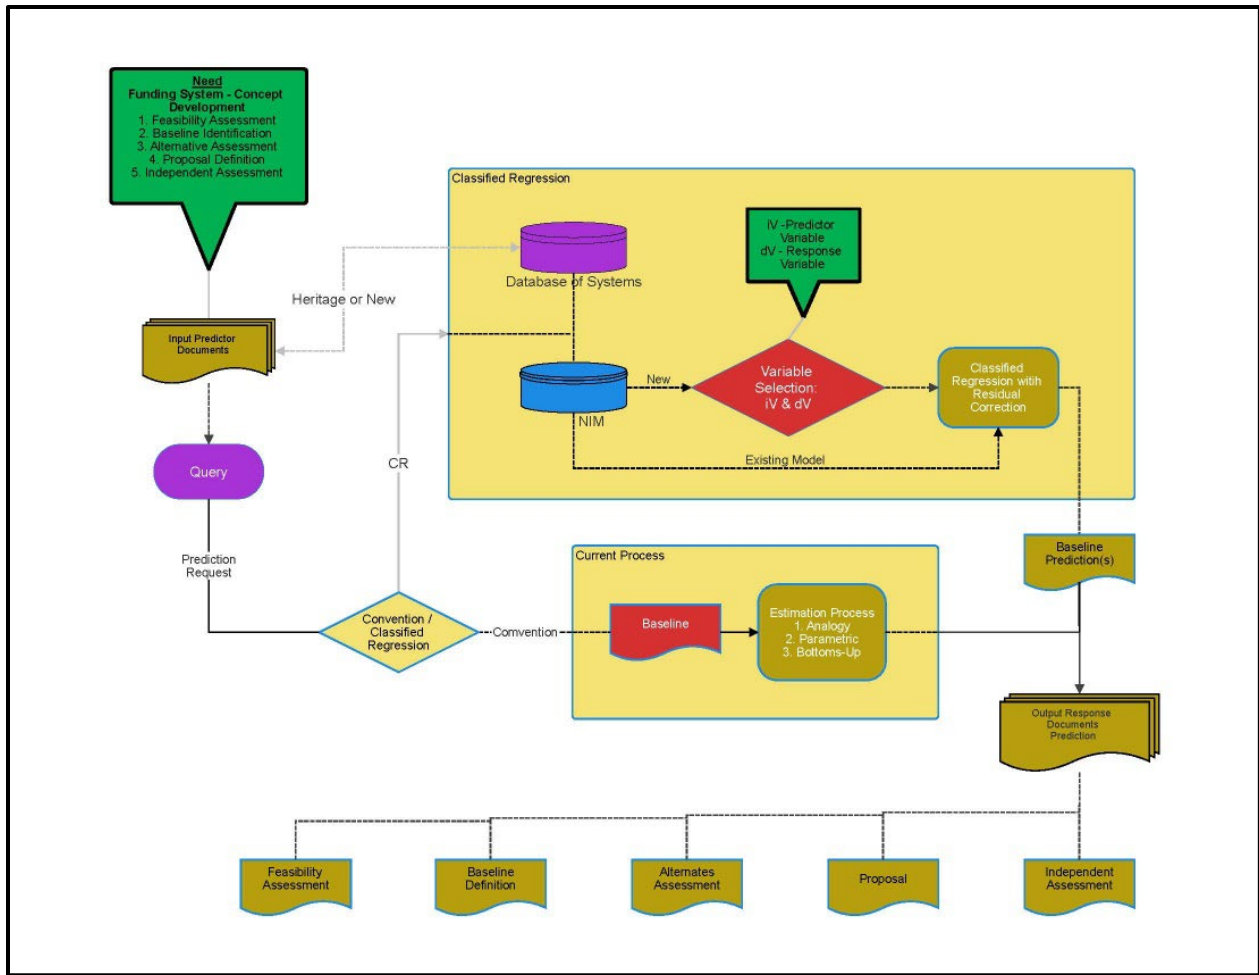 Need
Funding System - Concept
Development
1. Feasibility Assessment
2. Baseline Identification
3. Alternative Assessment
4. Proposal Definition
5. Independent Assessment
Classified Regression
iV -Predictor
Variable
dV - Response
Variable
Database of Systems
Heritage or New
Input Predictor
Documents
Variable
Selection:
iV & dV
Classified
Regression with
Residual
Correction
New
NIM
Existing Model
CR
Query
Prediction
Request
Baseline
Prediction(s)
Current Process
Convention /
Classified
Regression
Comvention
Baseline
Estimation Process
1. Analogy
2. Parametric
3. Bottoms-Up
Output Response
Documents
Prediction
Feasibility
Assessment
Baseline
Definition
Alternates
Assessment
Proposal
Independent
Assessment